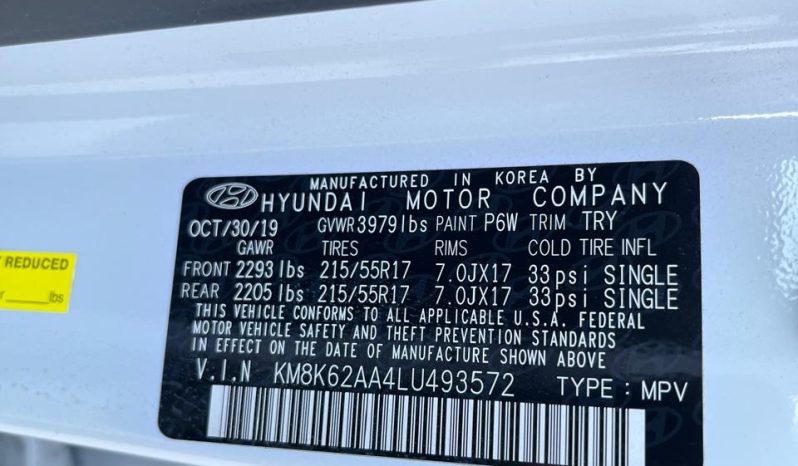 MANUFACTURED IN KOREA BY
HYUNDAI MOTOR COMPANY
OCT/30/19 GVWR 3979lbs PAINT P6W TRIM TRY
GAWR TIRES RIMS COLD TIRE INFL
FRONT 2293 lbs 215/55R17 7.0JX17 33psi SINGLE
REAR 2205 lbs 215/55R17 7.0JX17 33psi SINGLE
THIS VEHICLE CONFORMS TO ALL APPLICABLE U.S.A. FEDERAL
MOTOR VEHICLE SAFETY AND THEFT PREVENTION STANDARDS
IN EFFECT ON THE DATE OF MANUFACTURE SHOWN ABOVE
V.I.N KM8K62AA4LU493572 TYPE : MPV
REDUCED
lbs